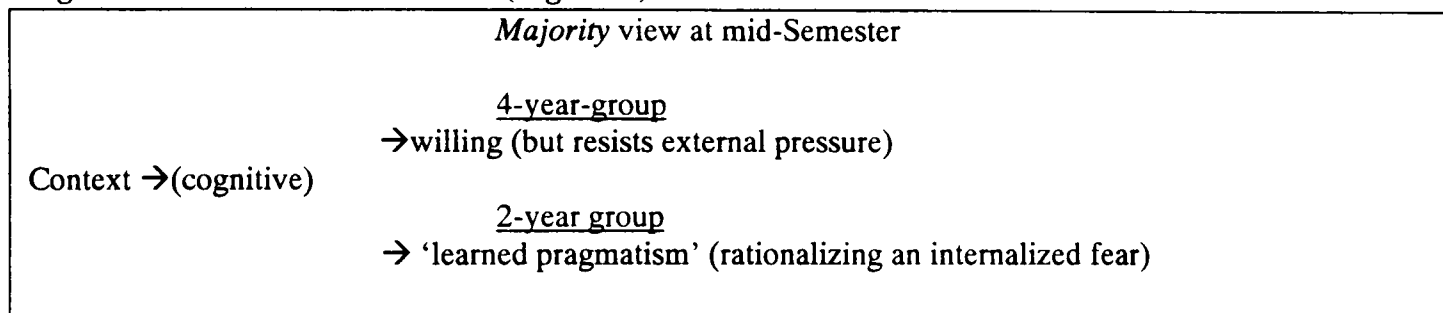 Majority view at mid-Semester
4-year-group
→willing (but resists external pressure)
Context →(cognitive)
2-year group
→ 'learned pragmatism' (rationalizing an internalized fear)